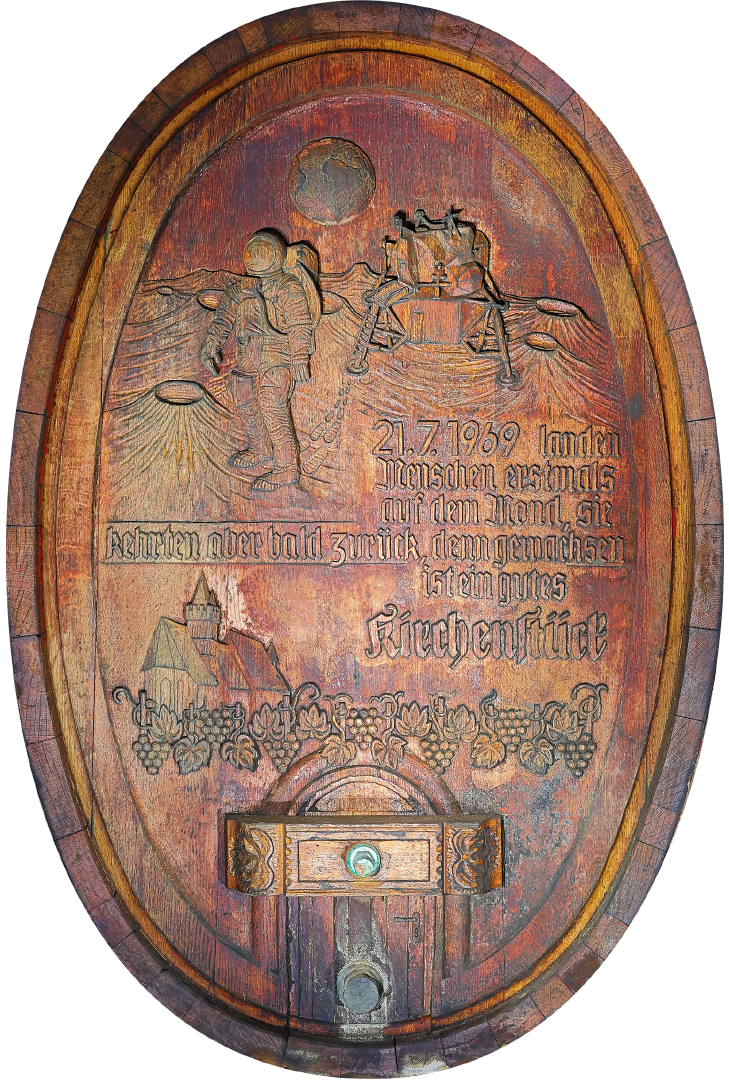 21.7.1969 landen
Menschen erstmals
auf dem Mond, sie
kehrten aber bald zurück, denn gewachsen
ist ein gutes
Kirchenstück